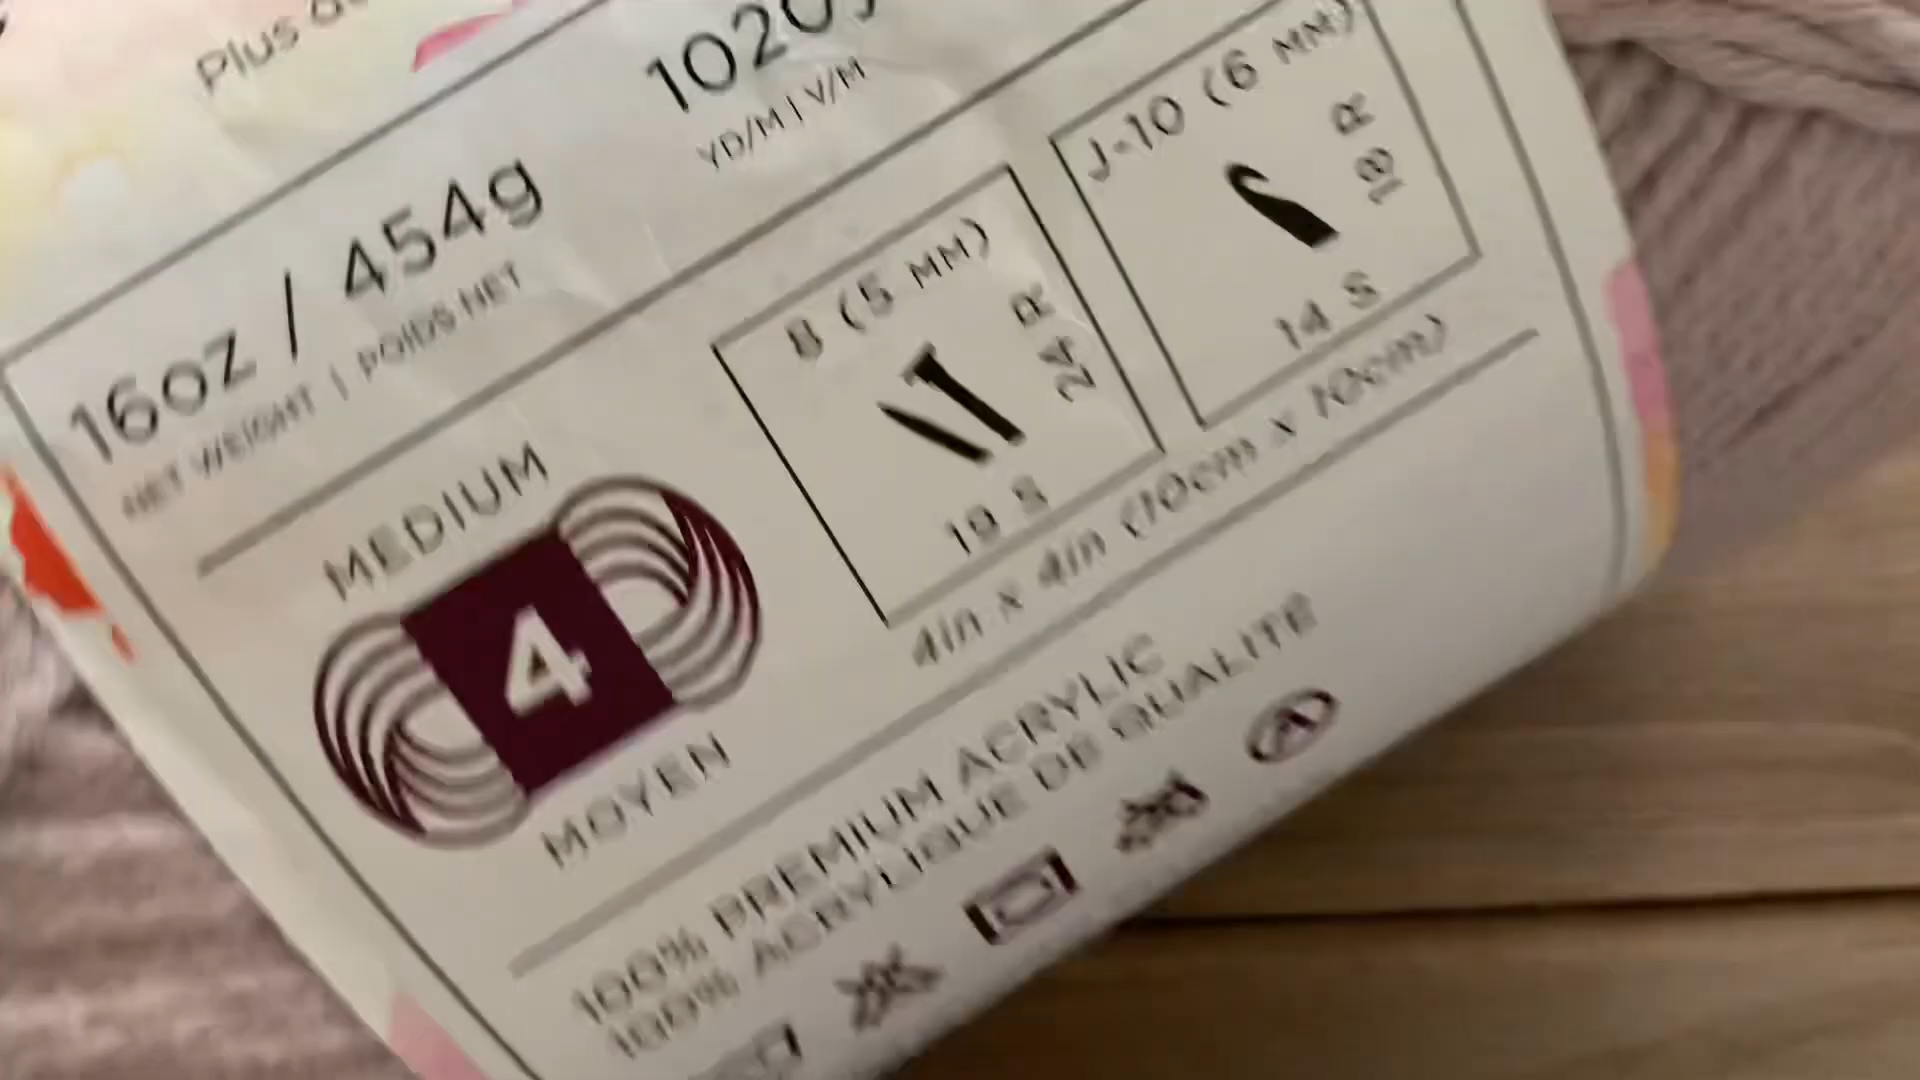 Plus
16oz / 454g
NET WEIGHT | POIDS NET
1020
YD/M | V/M
MEDIUM
4
MOYEN
8 (5 MM)
24 R
19 S
J-10 (6 MM)
18 R
14 S
4in x 4in (10cm x 10cm)
100% PREMIUM ACRYLIC
100% ACRYLIQUE DE QUALITÉ
A